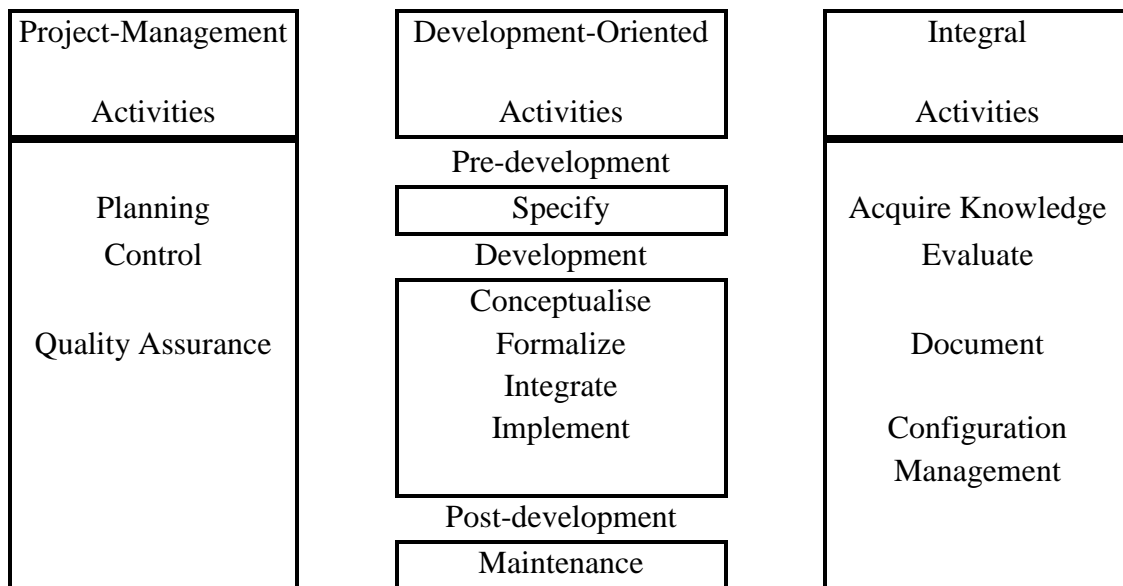 Project-Management
Activities
Planning
Control
Quality Assurance
Development-Oriented
Activities
Pre-development
Specify
Development
Conceptualise
Formalize
Integrate
Implement
Post-development
Maintenance
Integral
Activities
Acquire Knowledge
Evaluate
Document
Configuration
Management